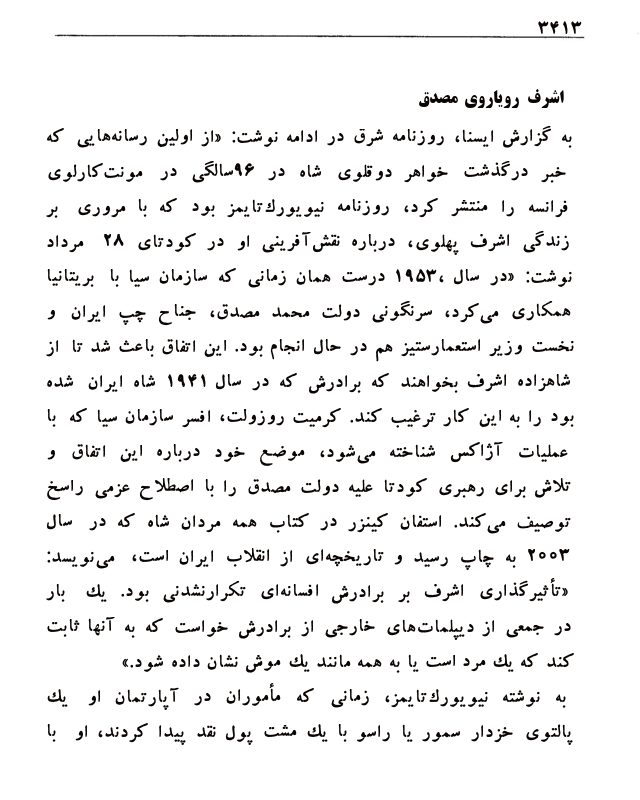 ۳۴۱۳
اشرف رویاروی مصدق
به گزارش ایسنا، روزنامه شرق در ادامه نوشت: «از اولین رسانه‌هایی که
خبر درگذشت خواهر دوقلوی شاه در ۹۶سالگی در مونت‌کارلوی
فرانسه را منتشر کرد، روزنامه نیویورك‌تایمز بود که با مروری بر
زندگی اشرف پهلوی، درباره نقش‌آفرینی او در کودتای ۲۸ مرداد
نوشت: «در سال ،۱۹۵۳ درست همان زمانی که سازمان سیا با بریتانیا
همکاری می‌کرد، سرنگونی دولت محمد مصدق، جناح چپ ایران و
نخست وزیر استعمارستیز هم در حال انجام بود. این اتفاق باعث شد تا از
شاهزاده اشرف بخواهند که برادرش که در سال ۱۹۴۱ شاه ایران شده
بود را به این کار ترغیب کند. کرمیت روزولت، افسر سازمان سیا که با
عملیات آژاکس شناخته می‌شود، موضع خود درباره این اتفاق و
تلاش برای رهبری کودتا علیه دولت مصدق را با اصطلاح عزمی راسخ
توصیف می‌کند. استفان کینزر در کتاب همه مردان شاه که در سال
۲۰۰۳ به چاپ رسید و تاریخچه‌ای از انقلاب ایران است، می‌نویسد:
«تأثیرگذاری اشرف بر برادرش افسانه‌ای تکرارنشدنی بود. یك بار
در جمعی از دیپلمات‌های خارجی از برادرش خواست که به آنها ثابت
کند که یك مرد است یا به همه مانند یك موش نشان داده شود.»
به نوشته نیویورك‌تایمز، زمانی که مأموران در آپارتمان او یك
پالتوی خزدار سمور یا راسو با یك مشت پول نقد پیدا کردند، او با